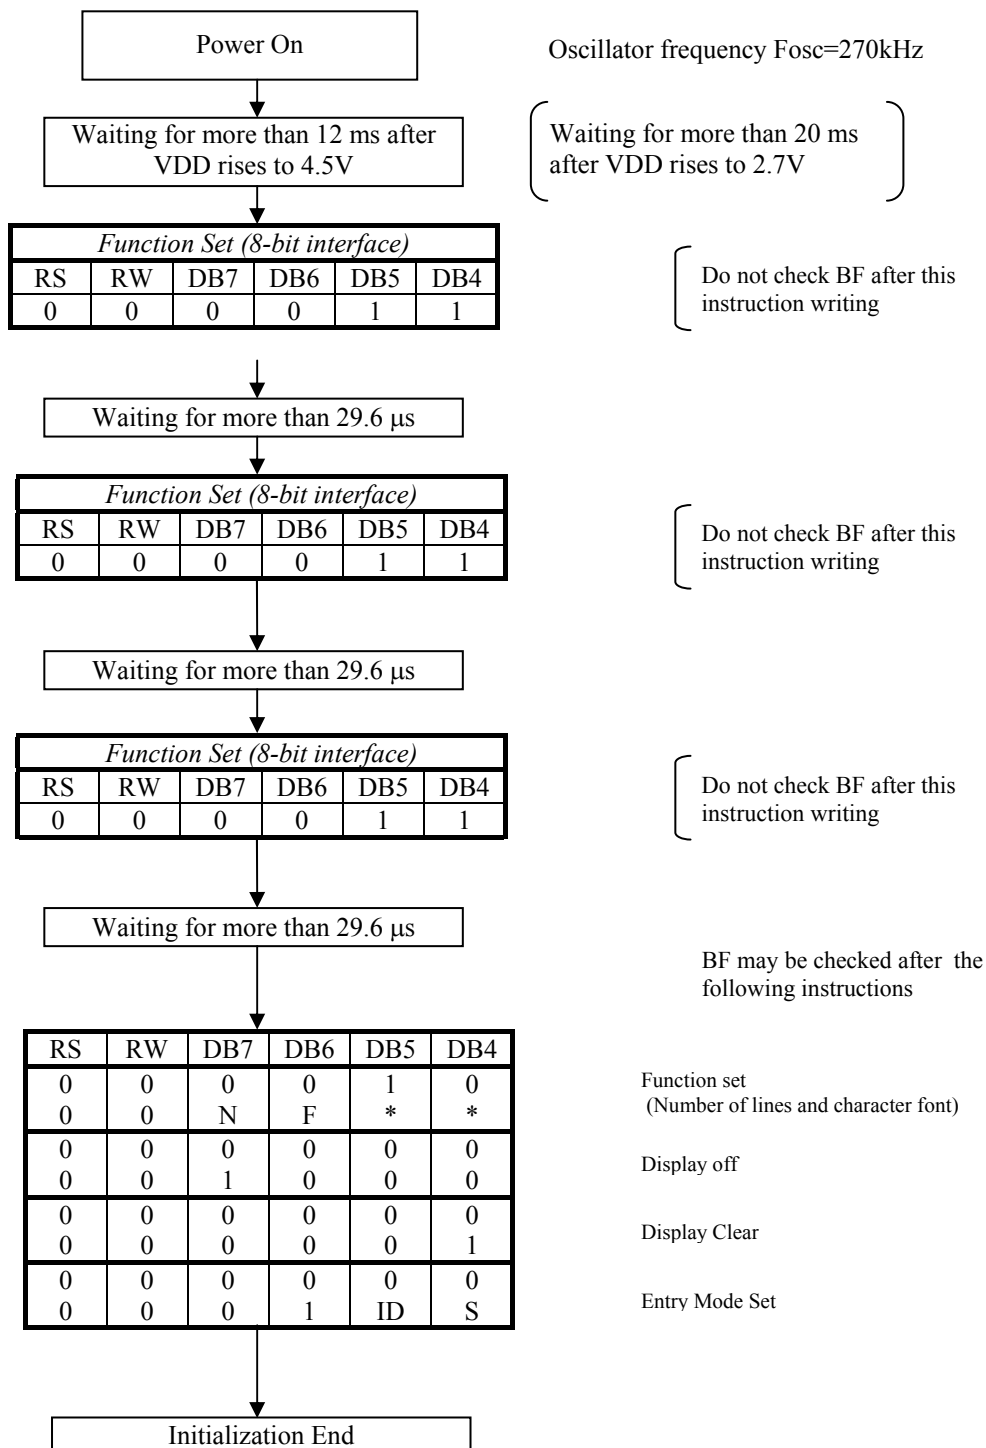 Power On
Oscillator frequency Fosc=270kHz
Waiting for more than 12 ms after
VDD rises to 4.5V
Waiting for more than 20 ms
after VDD rises to 2.7V
Function Set (8-bit interface)
RS RW DB7 DB6 DB5 DB4
0 0 0 0 1 1
Do not check BF after this
instruction writing
Waiting for more than 29.6 μs
Function Set (8-bit interface)
RS RW DB7 DB6 DB5 DB4
0 0 0 0 1 1
Do not check BF after this
instruction writing
Waiting for more than 29.6 μs
Function Set (8-bit interface)
RS RW DB7 DB6 DB5 DB4
0 0 0 0 1 1
Do not check BF after this
instruction writing
Waiting for more than 29.6 μs
BF may be checked after the
following instructions
RS RW DB7 DB6 DB5 DB4
0 0 0 0 1 0
0 0 N F * *
Function set
(Number of lines and character font)
0 0 0 0 0 0
0 0 1 0 0 0
Display off
0 0 0 0 0 0
0 0 0 0 0 1
Display Clear
0 0 0 0 0 0
0 0 0 1 ID S
Entry Mode Set
Initialization End